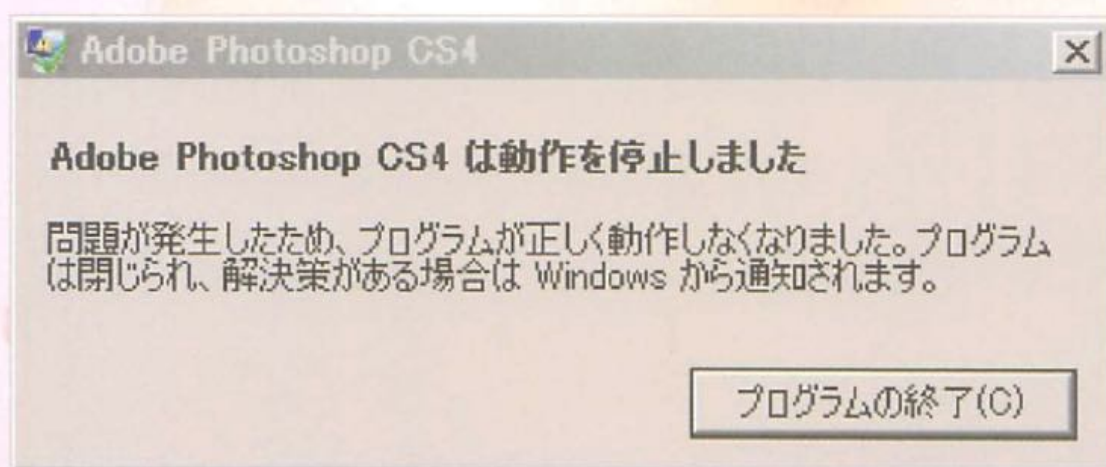 Adobe Photoshop CS4
Adobe Photoshop CS4 は動作を停止しました
問題が発生したため、プログラムが正しく動作しなくなりました。プログラム
は閉じられ、解決策がある場合は Windows から通知されます。
プログラムの終了(C)